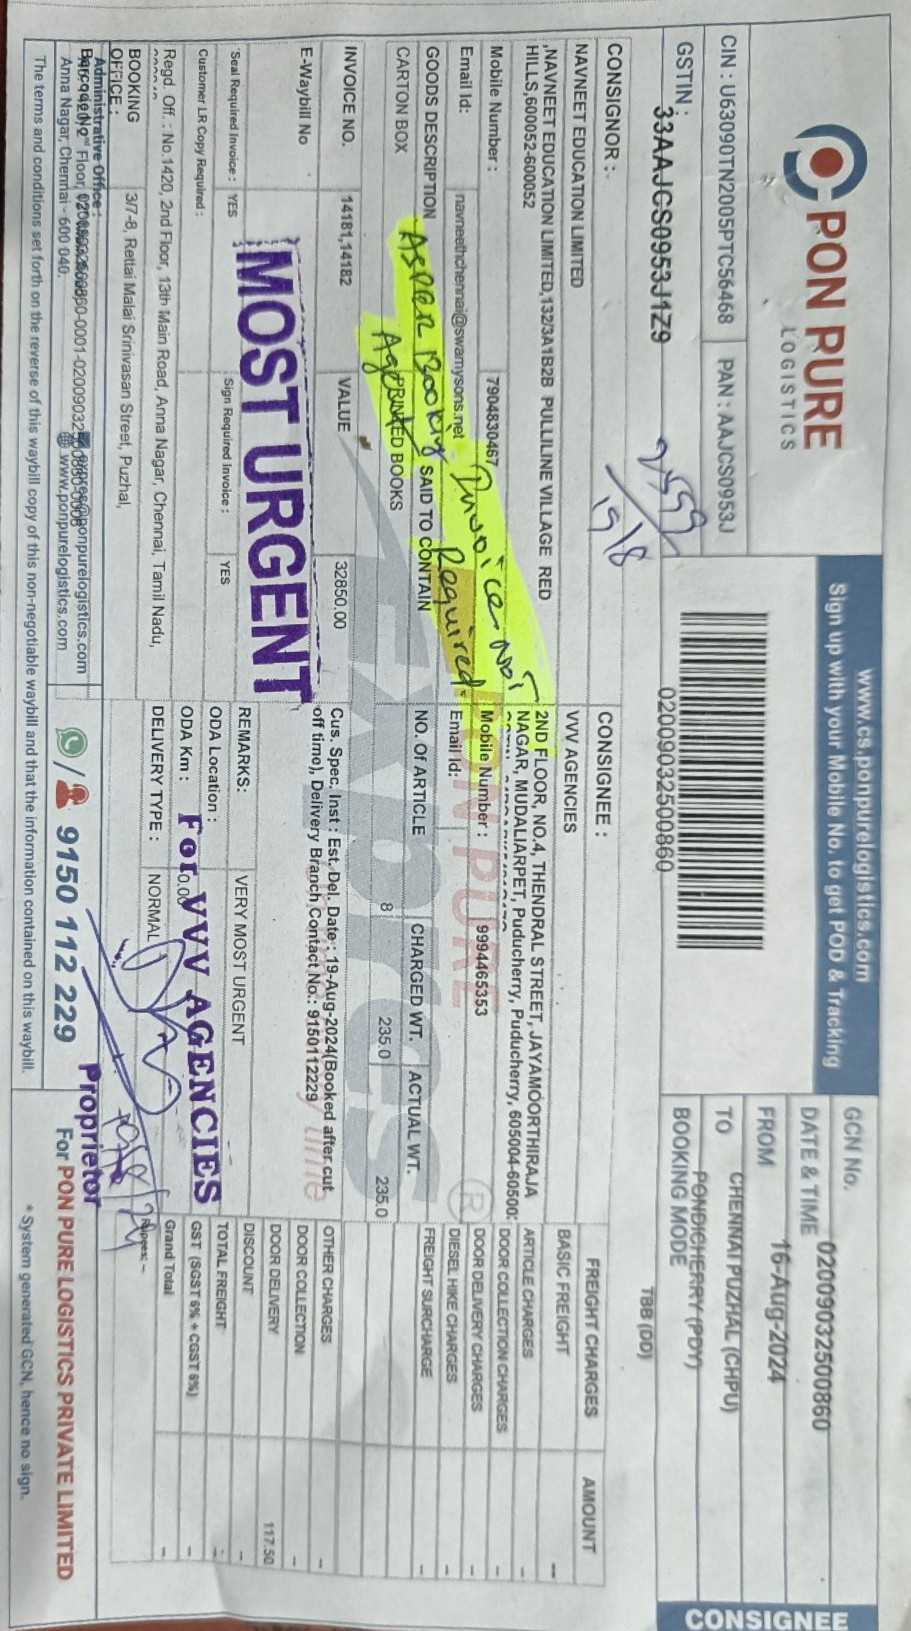 PON PURE
LOGISTICS
www.cs.ponpurelogistics.com
Sign up with your Mobile No. to get POD & Tracking
CONSIGNEE
CIN : U63090TN2005PTC56468 PAN : AAJCS0953J
GSTIN : 33AAJCS0953J1Z9
19/8
02009032500860
GCN No. 02009032500860
DATE & TIME 16-Aug-2024
FROM CHENNAI PUZHAL (CHPU)
TO PONDICHERRY (PDY)
BOOKING MODE TBB (DD)
CONSIGNOR :-
NAVNEET EDUCATION LIMITED
,NAVNEET EDUCATION LIMITED,132/3A1B2B PULLILINE VILLAGE RED
HILLS,600052-600052
Mobile Number : 7904830467
Email Id: navneethchennai@swamysons.net
CONSIGNEE :
VVV AGENCIES
2ND FLOOR, NO.4, THENDRAL STREET, JAYAMOORTHIRAJA
NAGAR, MUDALIARPET, Puducherry, Puducherry, 605004-60500
Mobile Number : 9994465353
Email Id:
As Per Booking Invoice Not
Agent Required
GOODS DESCRIPTION SAID TO CONTAIN NO. Of ARTICLE CHARGED WT. ACTUAL WT.
CARTON BOX PRINTED BOOKS 8 235.0 235.0
INVOICE NO. 14181,14182 VALUE 32850.00
E-Waybill No
Cus. Spec. Inst : Est. Del. Date : 19-Aug-2024(Booked after cut
off time), Delivery Branch Contact No.: 9150112229
MOST URGENT
Seal Required Invoice : YES Sign Required Invoice : YES
Customer LR Copy Required :
REMARKS: VERY MOST URGENT
ODA Location :
ODA Km : 0.00
DELIVERY TYPE : NORMAL
For VVV AGENCIES
Proprietor
FREIGHT CHARGES AMOUNT
BASIC FREIGHT --
ARTICLE CHARGES -
DOOR COLLECTION CHARGES -
DOOR DELIVERY CHARGES -
DIESEL HIKE CHARGES -
FREIGHT SURCHARGE -
OTHER CHARGES -
DOOR COLLECTION -
DOOR DELIVERY 117.50
DISCOUNT -
TOTAL FREIGHT -
GST (SGST 6% + CGST 6%) -
Grand Total -
Rupees: -
Regd. Off. : No.1420, 2nd Floor, 13th Main Road, Anna Nagar, Chennai, Tamil Nadu,
BOOKING OFFICE : 3/7-8, Rettai Malai Srinivasan Street, Puzhal,
Administrative Office :
Anna Nagar, Chennai - 600 040.
www.ponpurelogistics.com
9150 112 229
For PON PURE LOGISTICS PRIVATE LIMITED
The terms and conditions set forth on the reverse of this waybill copy of this non-negotiable waybill and that the information contained on this waybill.
* System generated GCN, hence no sign.